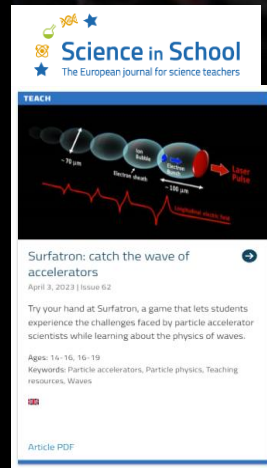 Science in School
The European journal for science teachers
TEACH
~ 70 μm
Ion
Bubble
Electron
Bunch
Laser
Pulse
Electron sheath
~ 100 μm
Longitudinal electric field
Surfatron: catch the wave of
accelerators
April 3, 2023 | Issue 62
Try your hand at Surfatron, a game that lets students
experience the challenges faced by particle accelerator
scientists while learning about the physics of waves.
Ages: 14-16, 16-19
Keywords: Particle accelerators, Particle physics, Teaching
resources, Waves
Article PDF